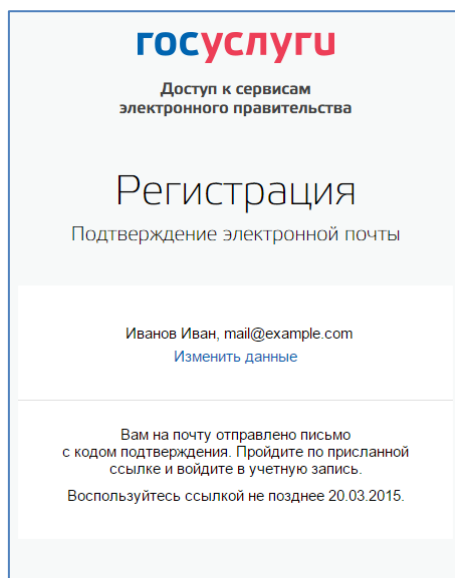 госуслуги
Доступ к сервисам
электронного правительства
Регистрация
Подтверждение электронной почты
Иванов Иван, mail@example.com
Изменить данные
Вам на почту отправлено письмо
с кодом подтверждения. Пройдите по присланной
ссылке и войдите в учетную запись.
Воспользуйтесь ссылкой не позднее 20.03.2015.